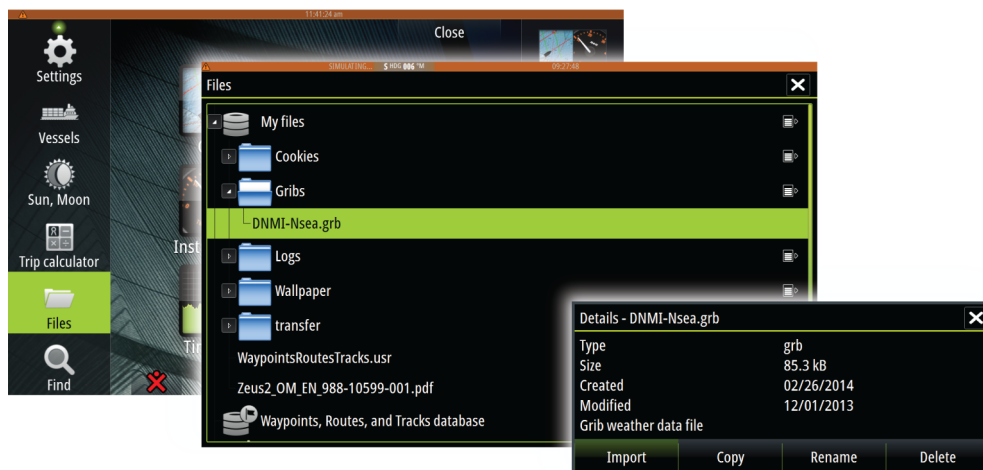 11:41:24 am
Close
Settings
Vessels
Sun, Moon
Trip calculator
Files
Find
Inst
Tin
SIMULATING... $ HDG 006 °M 09:27:48
Files
My files
Cookies
Gribs
DNMI-Nsea.grb
Logs
Wallpaper
transfer
WaypointsRoutesTracks.usr
Zeus2_OM_EN_988-10599-001.pdf
Waypoints, Routes, and Tracks database
Details - DNMI-Nsea.grb
Type grb
Size 85.3 kB
Created 02/26/2014
Modified 12/01/2013
Grib weather data file
Import Copy Rename Delete